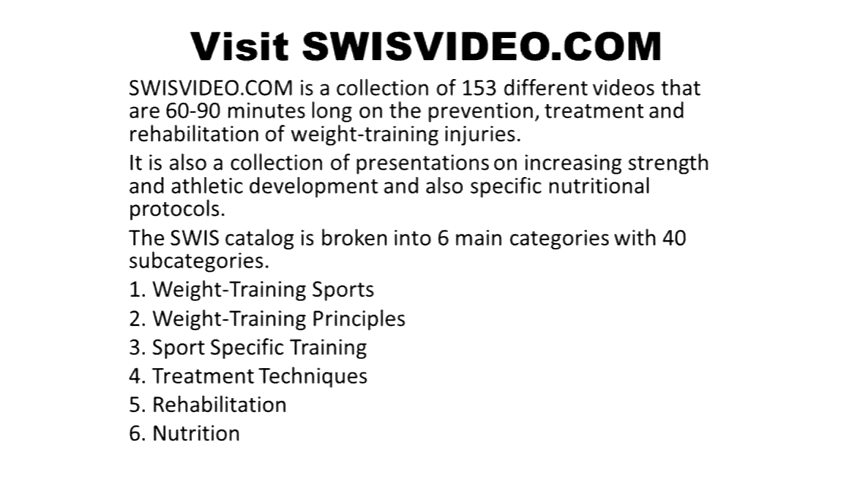 Visit SWISVIDEO.COM
SWISVIDEO.COM is a collection of 153 different videos that
are 60-90 minutes long on the prevention, treatment and
rehabilitation of weight-training injuries.
It is also a collection of presentations on increasing strength
and athletic development and also specific nutritional
protocols.
The SWIS catalog is broken into 6 main categories with 40
subcategories.
1. Weight-Training Sports
2. Weight-Training Principles
3. Sport Specific Training
4. Treatment Techniques
5. Rehabilitation
6. Nutrition